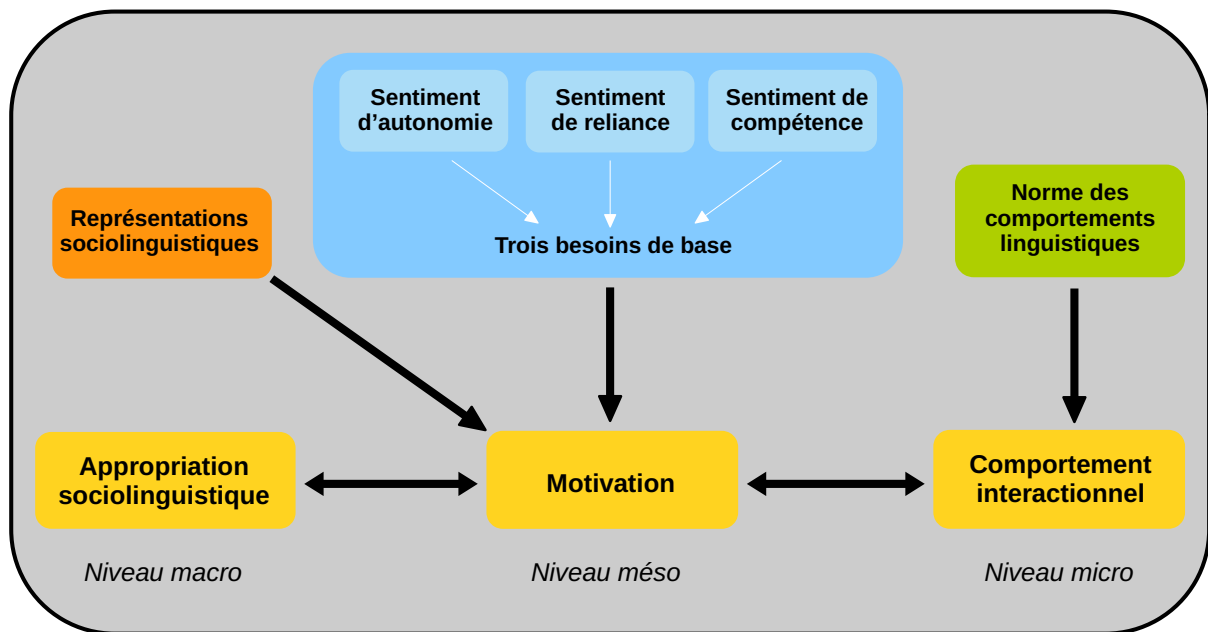 Sentiment
d’autonomie
Sentiment
de reliance
Sentiment de
compétence
Trois besoins de base
Représentations
sociolinguistiques
Norme des
comportements
linguistiques
Appropriation
sociolinguistique
Motivation
Comportement
interactionnel
Niveau macro
Niveau méso
Niveau micro